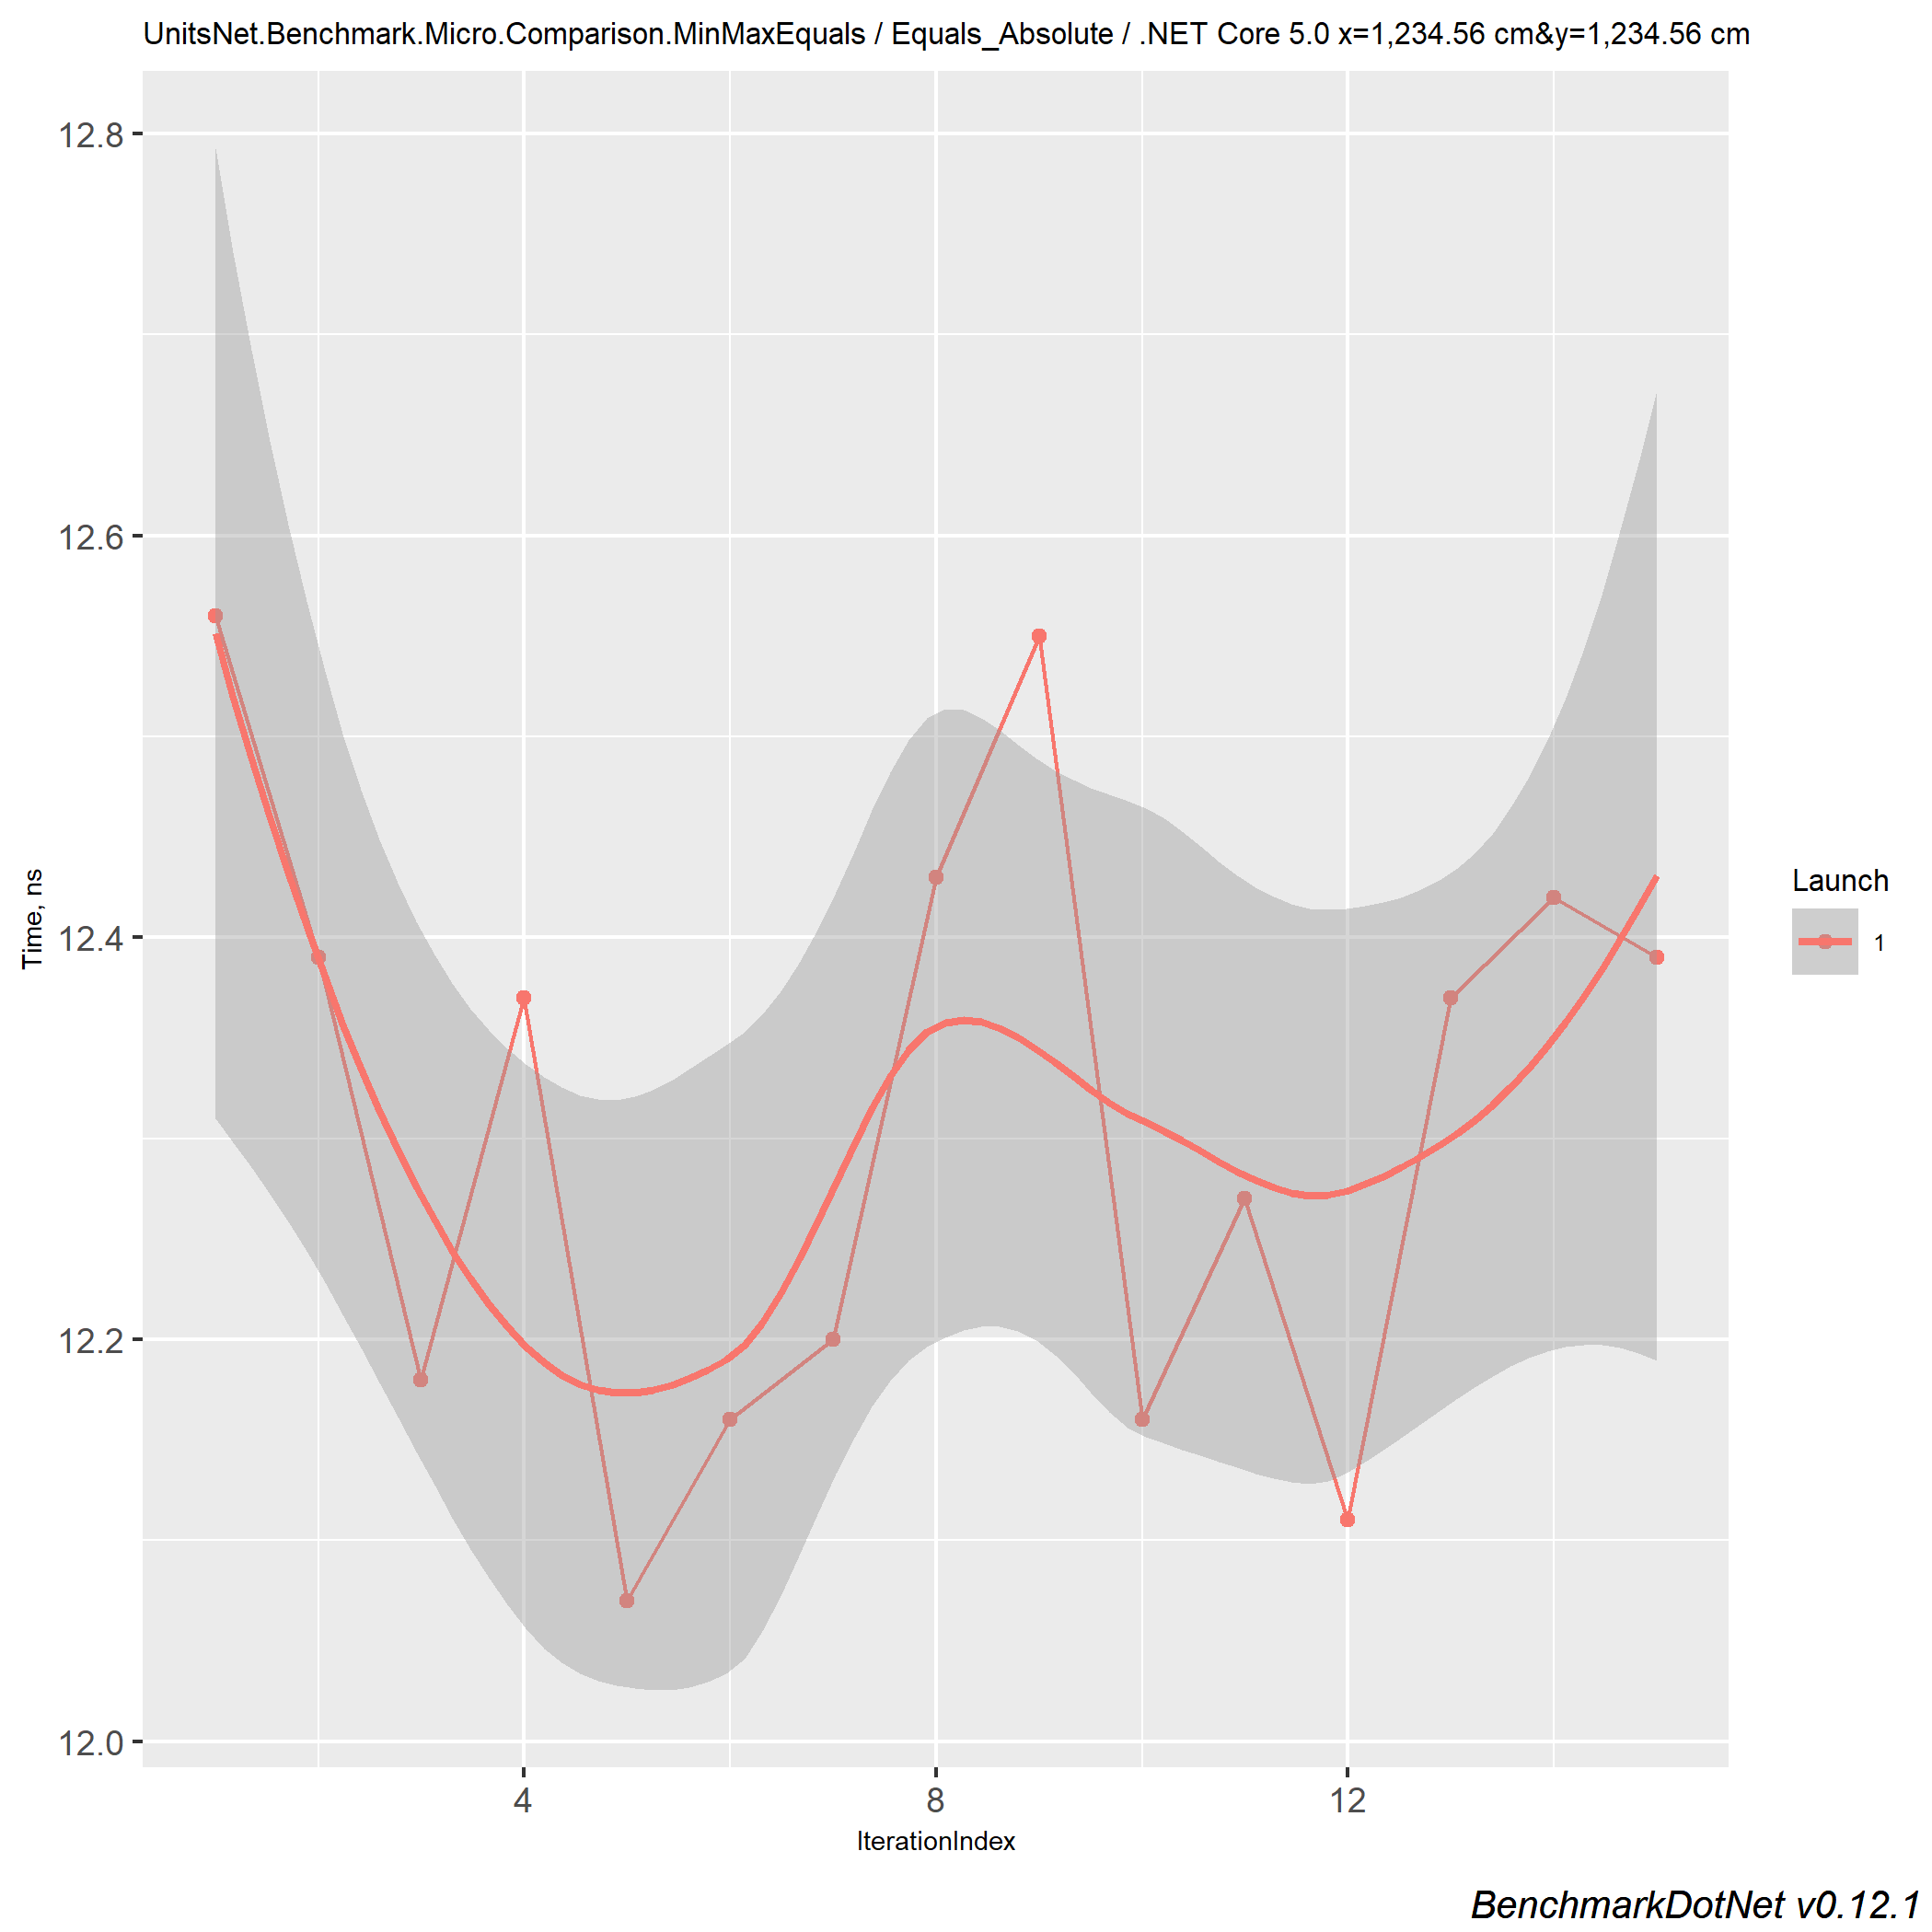 UnitsNet.Benchmark.Micro.Comparison.MinMaxEquals / Equals_Absolute / .NET Core 5.0 x=1,234.56 cm&y=1,234.56 cm
12.8
12.6
12.4
12.2
12.0
Time, ns
4
8
12
IterationIndex
Launch
1
BenchmarkDotNet v0.12.1